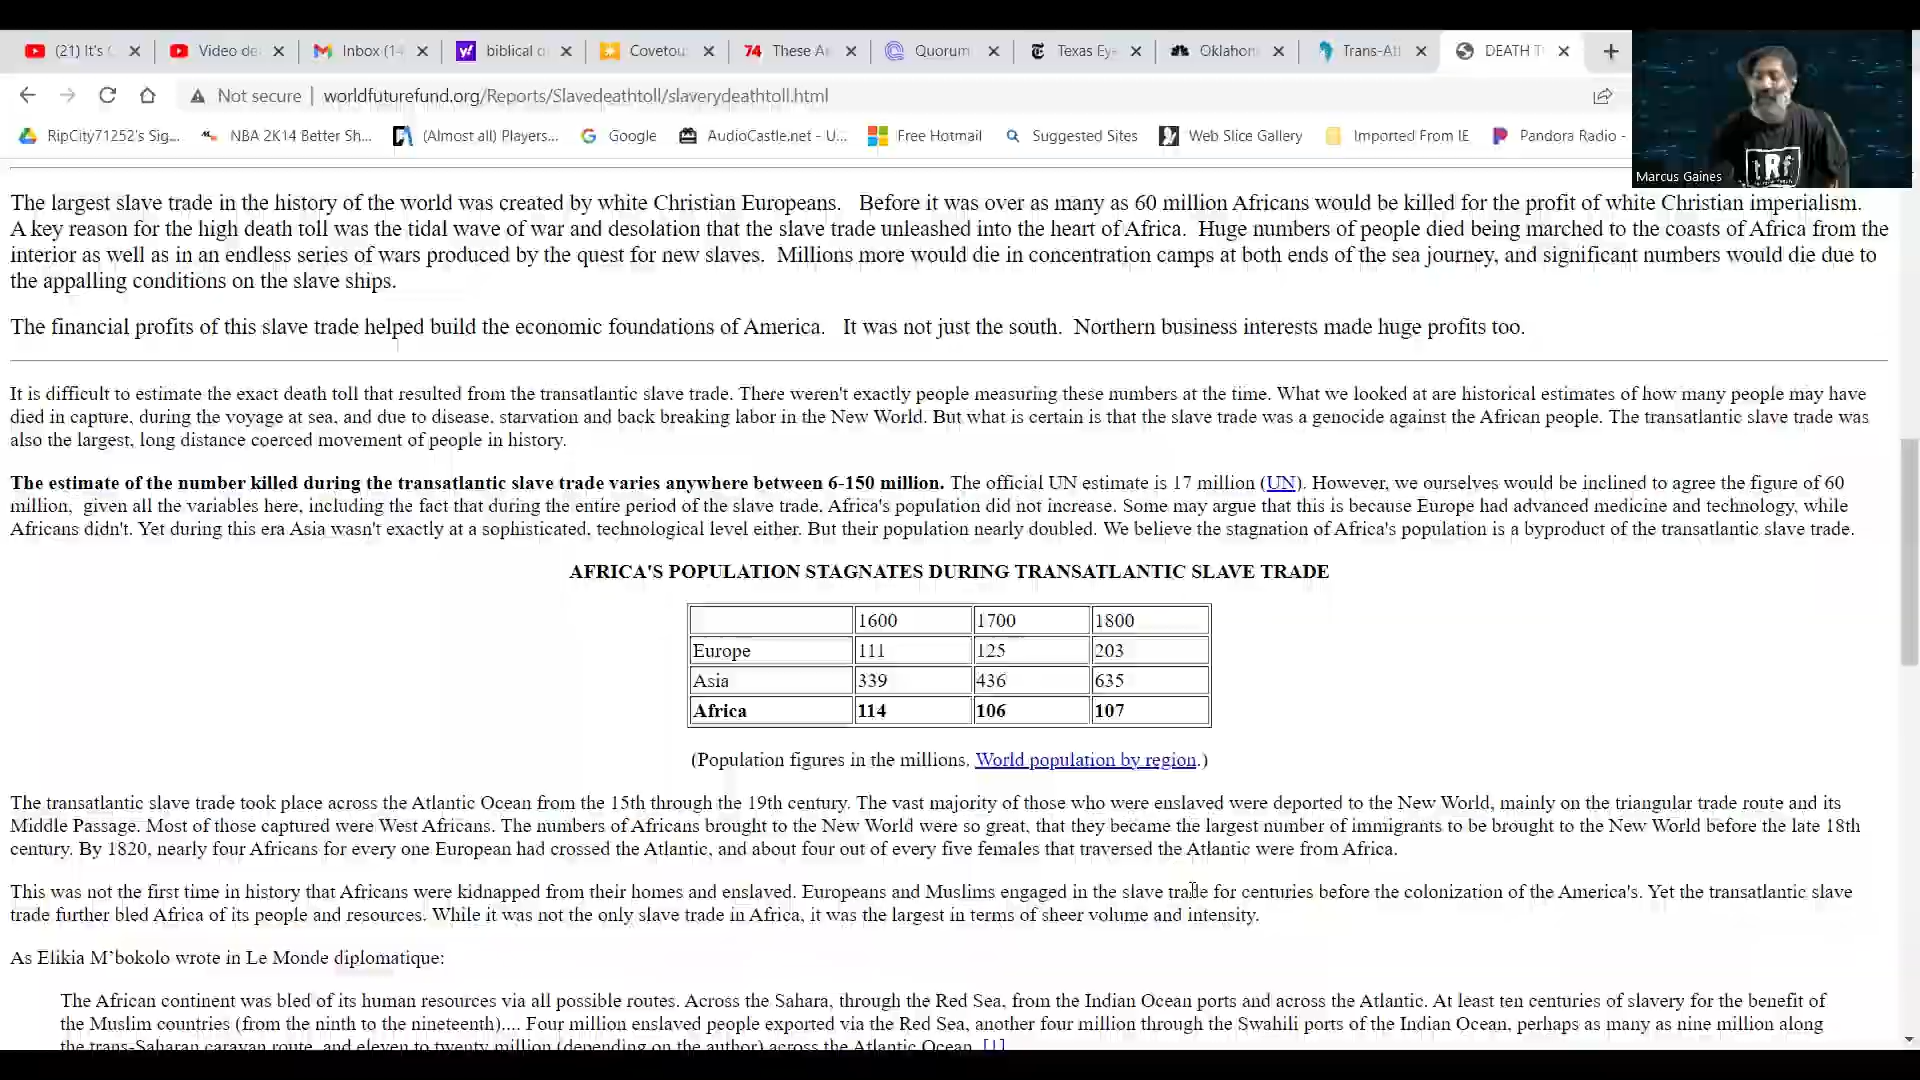 (21) It's
Video de
Inbox (14
biblical
Covetou
74 These A
Quorum
Texas Ey
Oklahom
Trans-Atl
DEATH T
Not secure | worldfuturefund.org/Reports/Slavedeathtoll/slaverydeathtoll.html
RipCity71252's Sig...
NBA 2K14 Better Sh...
(Almost all) Players...
Google
AudioCastle.net - U...
Free Hotmail
Suggested Sites
Web Slice Gallery
Imported From IE
Pandora Radio -
tRf
Marcus Gaines
The largest slave trade in the history of the world was created by white Christian Europeans. Before it was over as many as 60 million Africans would be killed for the profit of white Christian imperialism.
A key reason for the high death toll was the tidal wave of war and desolation that the slave trade unleashed into the heart of Africa. Huge numbers of people died being marched to the coasts of Africa from the
interior as well as in an endless series of wars produced by the quest for new slaves. Millions more would die in concentration camps at both ends of the sea journey, and significant numbers would die due to
the appalling conditions on the slave ships.
The financial profits of this slave trade helped build the economic foundations of America. It was not just the south. Northern business interests made huge profits too.
It is difficult to estimate the exact death toll that resulted from the transatlantic slave trade. There weren't exactly people measuring these numbers at the time. What we looked at are historical estimates of how many people may have
died in capture, during the voyage at sea, and due to disease, starvation and back breaking labor in the New World. But what is certain is that the slave trade was a genocide against the African people. The transatlantic slave trade was
also the largest, long distance coerced movement of people in history.
The estimate of the number killed during the transatlantic slave trade varies anywhere between 6-150 million. The official UN estimate is 17 million (UN). However, we ourselves would be inclined to agree the figure of 60
million, given all the variables here, including the fact that during the entire period of the slave trade, Africa's population did not increase. Some may argue that this is because Europe had advanced medicine and technology, while
Africans didn't. Yet during this era Asia wasn't exactly at a sophisticated, technological level either. But their population nearly doubled. We believe the stagnation of Africa's population is a byproduct of the transatlantic slave trade.
AFRICA'S POPULATION STAGNATES DURING TRANSATLANTIC SLAVE TRADE
1600 1700 1800
Europe 111 125 203
Asia 339 436 635
Africa 114 106 107
(Population figures in the millions, World population by region.)
The transatlantic slave trade took place across the Atlantic Ocean from the 15th through the 19th century. The vast majority of those who were enslaved were deported to the New World, mainly on the triangular trade route and its
Middle Passage. Most of those captured were West Africans. The numbers of Africans brought to the New World were so great, that they became the largest number of immigrants to be brought to the New World before the late 18th
century. By 1820, nearly four Africans for every one European had crossed the Atlantic, and about four out of every five females that traversed the Atlantic were from Africa.
This was not the first time in history that Africans were kidnapped from their homes and enslaved. Europeans and Muslims engaged in the slave trade for centuries before the colonization of the America's. Yet the transatlantic slave
trade further bled Africa of its people and resources. While it was not the only slave trade in Africa, it was the largest in terms of sheer volume and intensity.
As Elikia M'bokolo wrote in Le Monde diplomatique:
The African continent was bled of its human resources via all possible routes. Across the Sahara, through the Red Sea, from the Indian Ocean ports and across the Atlantic. At least ten centuries of slavery for the benefit of
the Muslim countries (from the ninth to the nineteenth).... Four million enslaved people exported via the Red Sea, another four million through the Swahili ports of the Indian Ocean, perhaps as many as nine million along
the trans-Saharan caravan route, and eleven to twenty million (depending on the author) across the Atlantic Ocean. [1]